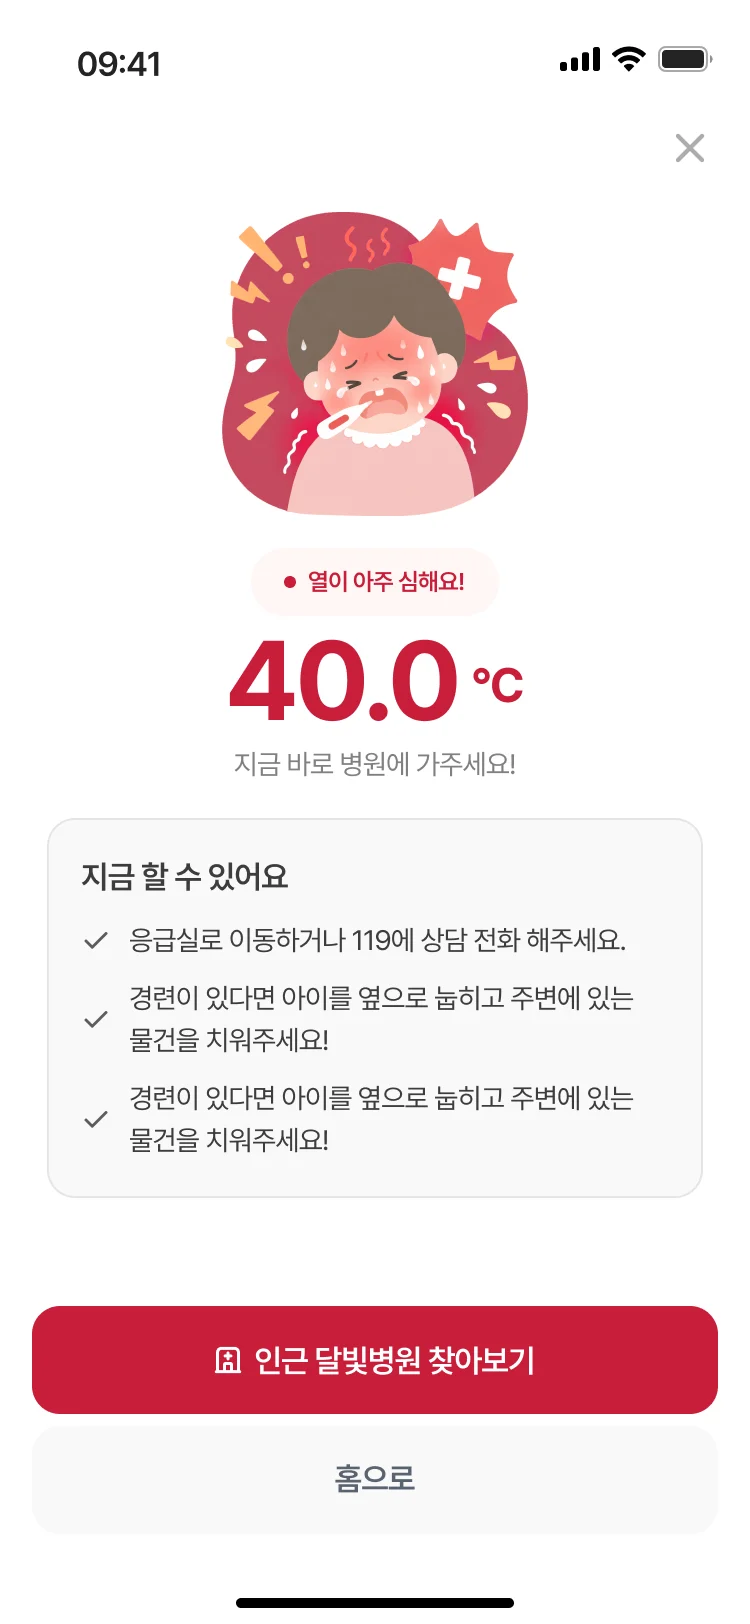 09:41
열이 아주 심해요!
40.0 °C
지금 바로 병원에 가주세요!
지금 할 수 있어요
응급실로 이동하거나 119에 상담 전화 해주세요.
경련이 있다면 아이를 옆으로 눕히고 주변에 있는
물건을 치워주세요!
경련이 있다면 아이를 옆으로 눕히고 주변에 있는
물건을 치워주세요!
인근 달빛병원 찾아보기
홈으로